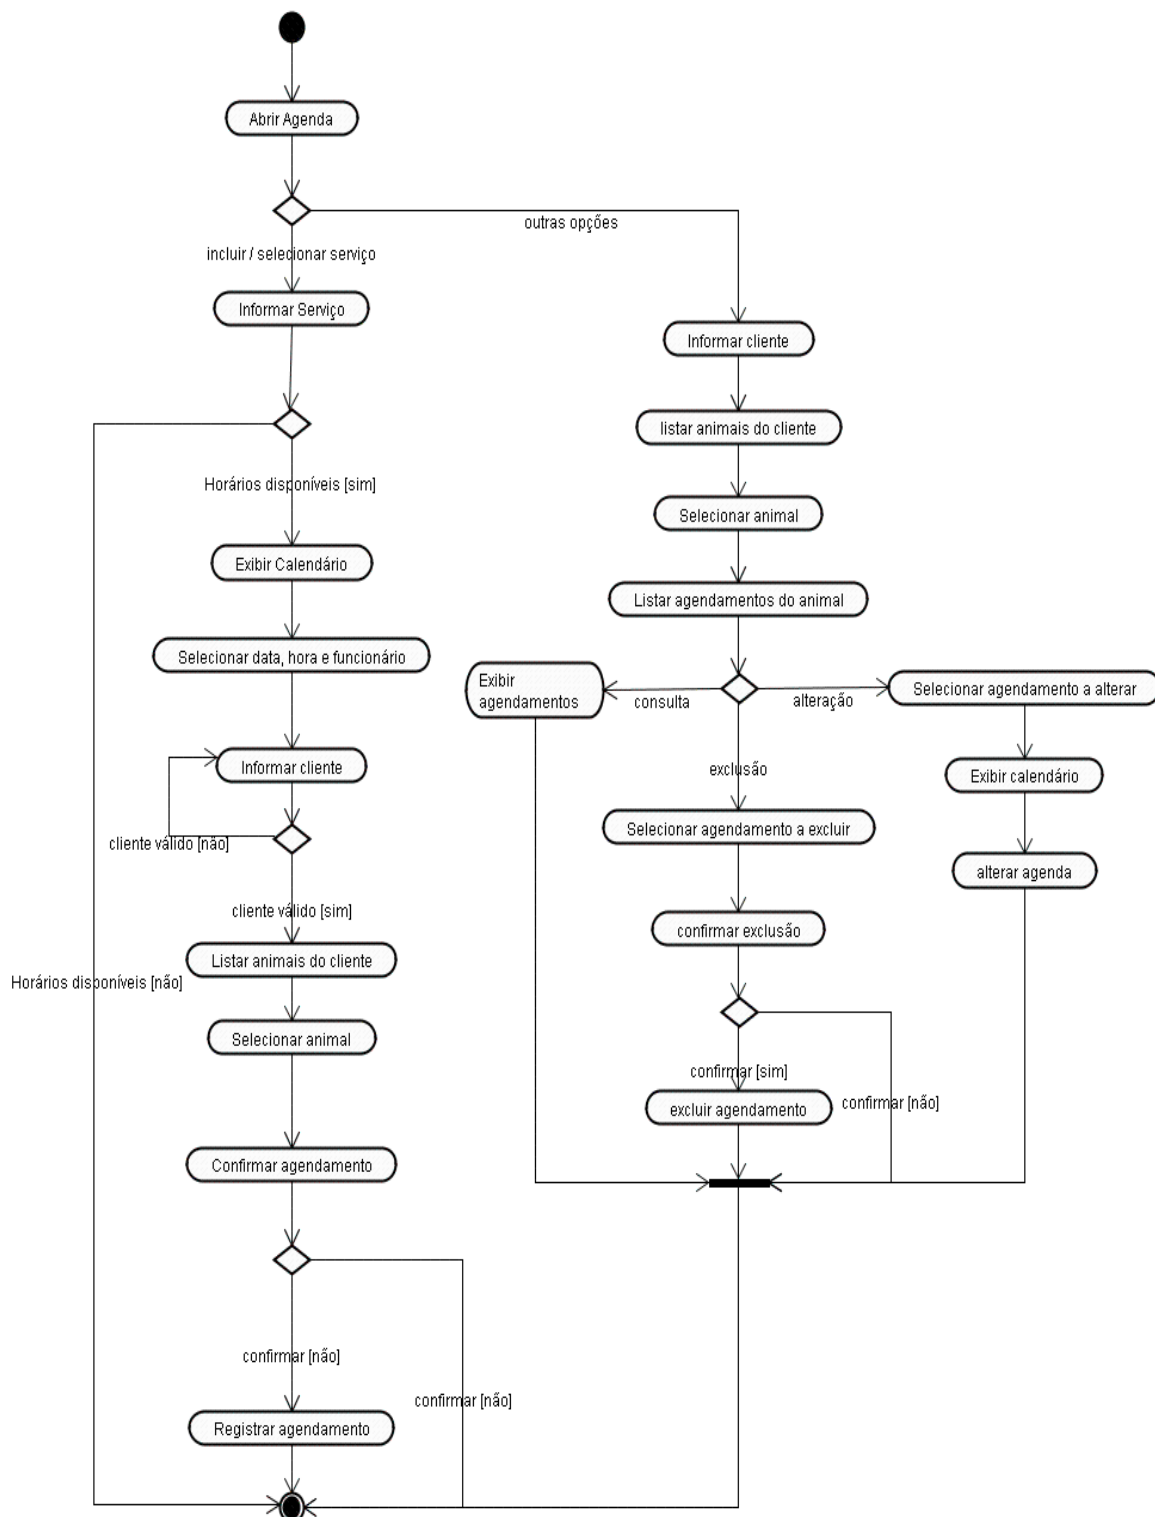 Abrir Agenda
outras opções
incluir / selecionar serviço
Informar Serviço
Horários disponíveis [sim]
Exibir Calendário
Selecionar data, hora e funcionário
Informar cliente
cliente válido [não]
cliente válido [sim]
Listar animais do cliente
Horários disponíveis [não]
Selecionar animal
Confirmar agendamento
confirmar [não]
confirmar [não]
Registrar agendamento
Informar cliente
listar animais do cliente
Selecionar animal
Listar agendamentos do animal
Exibir
agendamentos
consulta
alteração
Selecionar agendamento a alterar
exclusão
Exibir calendário
Selecionar agendamento a excluir
alterar agenda
confirmar exclusão
confirmar [sim]
excluir agendamento
confirmar [não]